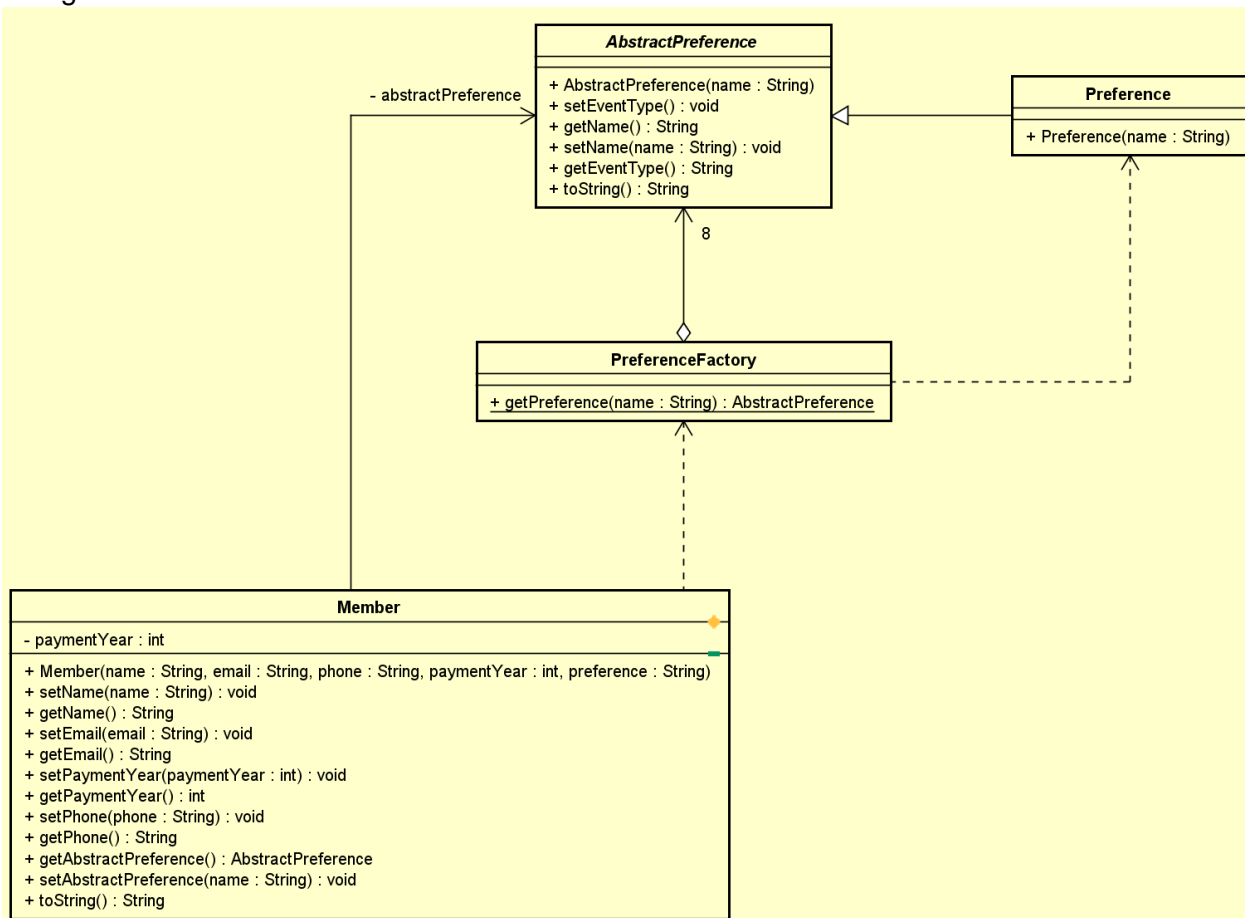 AbstractPreference
+ AbstractPreference(name : String)
+ setEventType() : void
+ getName() : String
+ setName(name : String) : void
+ getEventType() : String
+ toString() : String
- abstractPreference
Preference
+ Preference(name : String)
8
PreferenceFactory
+ getPreference(name : String) : AbstractPreference
Member
- paymentYear : int
+ Member(name : String, email : String, phone : String, paymentYear : int, preference : String)
+ setName(name : String) : void
+ getName() : String
+ setEmail(email : String) : void
+ getEmail() : String
+ setPaymentYear(paymentYear : int) : void
+ getPaymentYear() : int
+ setPhone(phone : String) : void
+ getPhone() : String
+ getAbstractPreference() : AbstractPreference
+ setAbstractPreference(name : String) : void
+ toString() : String